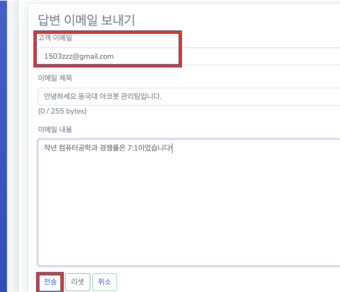 답변 이메일 보내기
고객 이메일
1503zzz@gmail.com
이메일 제목
안녕하세요 동국대 아코봇 관리팀입니다.
(0 / 255 bytes)
이메일 내용
작년 컴퓨터공학과 경쟁률은 7:1이었습니다!
전송 리셋 취소